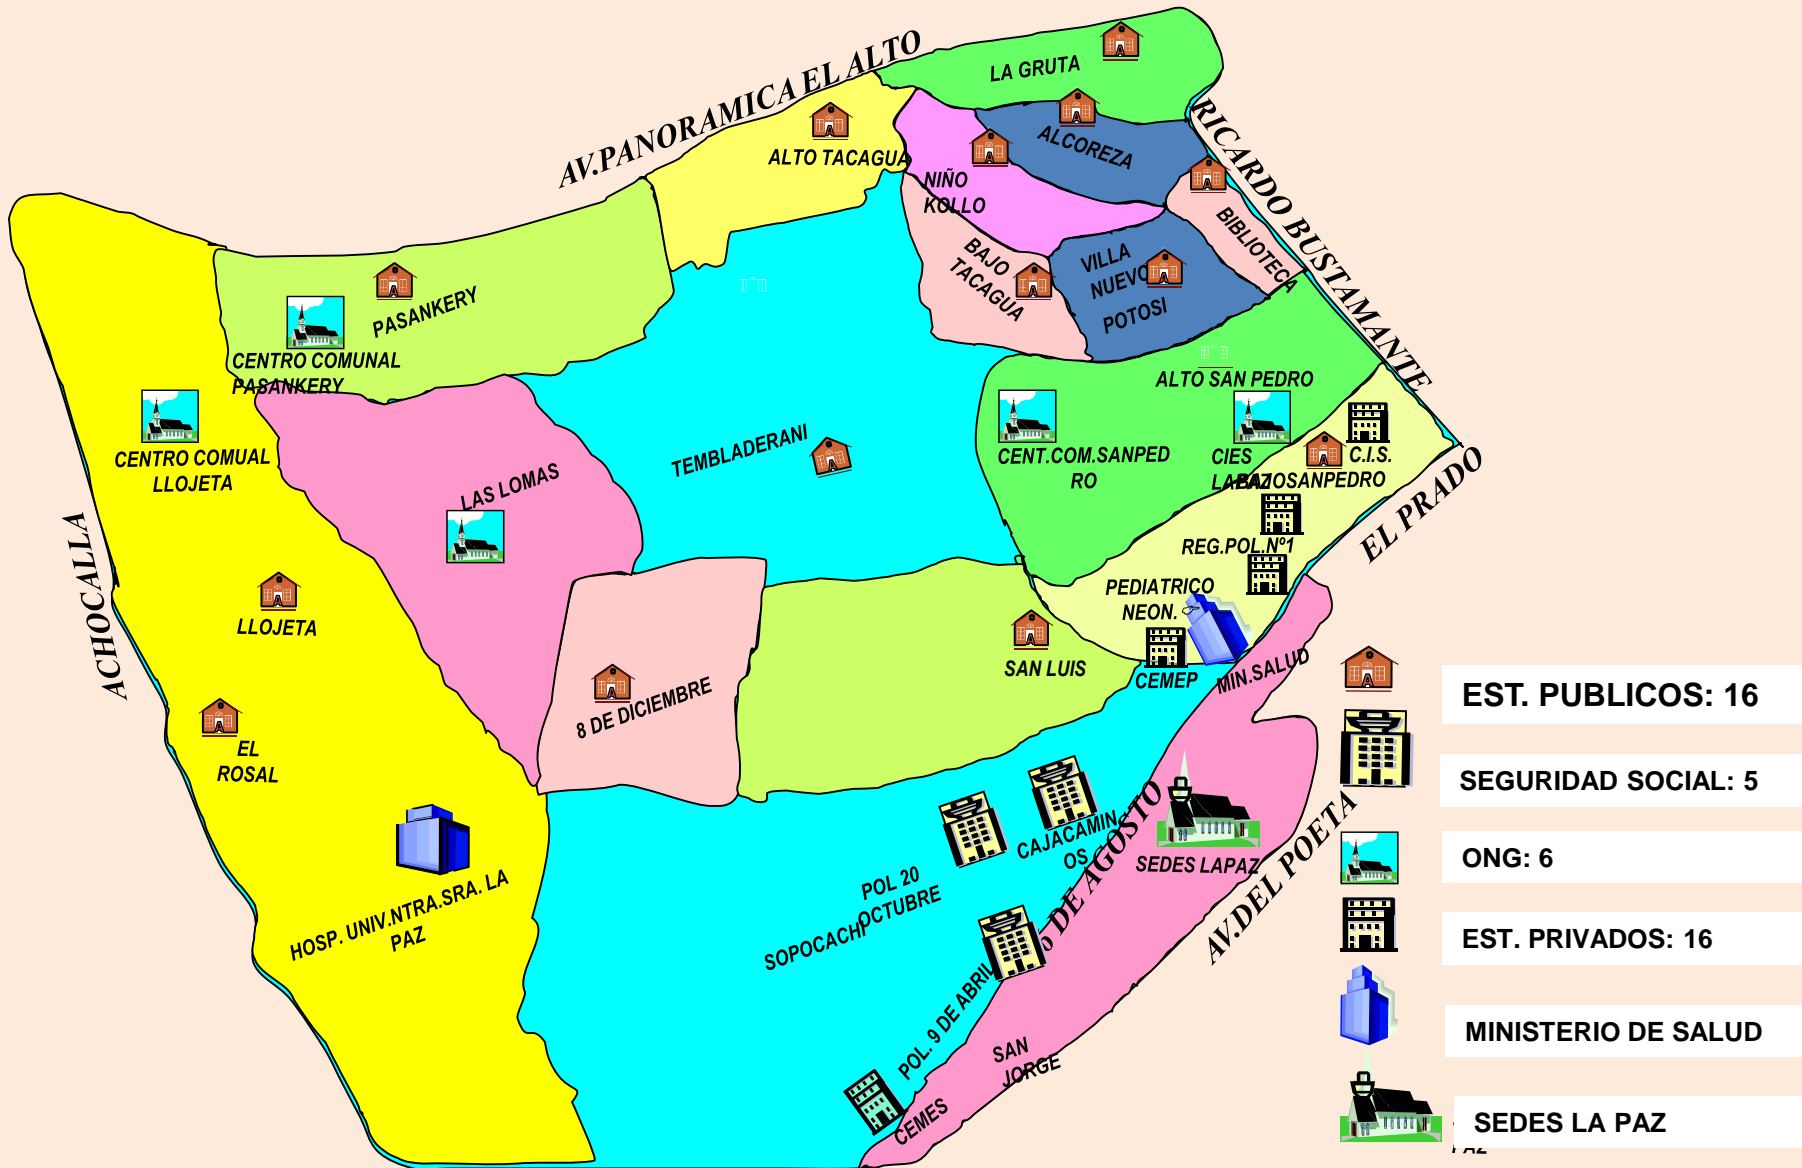 AV.PANORAMICA EL ALTO
LA GRUTA
RICARDO BUSTAMANTE
ALTO TACAGUA
ALCOREZA
NIÑO
KOLLO
BIBLIOTECA
BAJO
TACAGUA
VILLA
NUEVO
POTOSI
PASANKERY
CENTRO COMUNAL
PASANKERY
ALTO SAN PEDRO
CENTRO COMUAL
LLOJETA
LAS LOMAS
TEMBLADERANI
CENT.COM.SANPED
RO
CIES
LAPAZ
C.I.S.
BAJOSANPEDRO
EL PRADO
REG.POL.Nº1
PEDIATRICO
NEON.
ACHOCALLA
LLOJETA
SAN LUIS
CEMEP
MIN.SALUD
8 DE DICIEMBRE
EL
ROSAL
EST. PUBLICOS: 16
SEGURIDAD SOCIAL: 5
ONG: 6
EST. PRIVADOS: 16
MINISTERIO DE SALUD
SEDES LA PAZ
CAJACAMIN
OS
6 DE AGOSTO
SEDES LAPAZ
AV.DEL POETA
POL 20
OCTUBRE
SOPOCACHI
HOSP. UNIV.NTRA.SRA. LA
PAZ
POL. 9 DE ABRIL
SAN
JORGE
CEMES